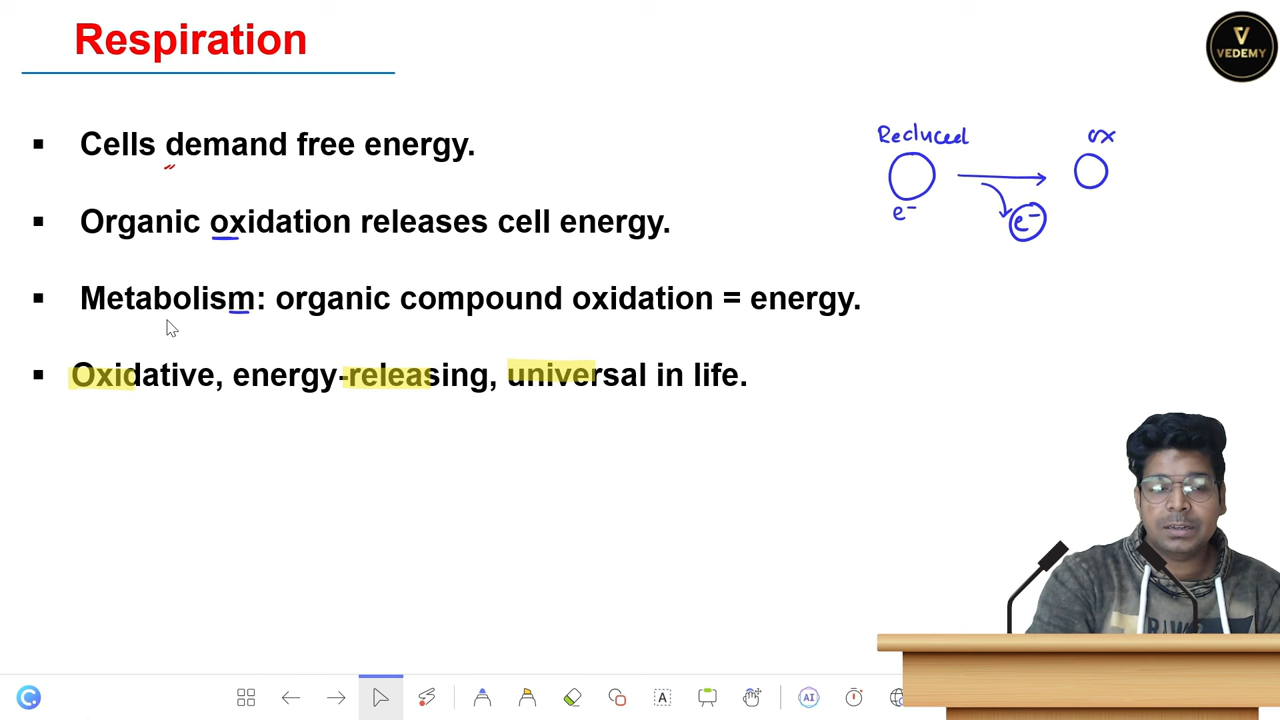 Respiration
VEDEMY
▪ Cells demand free energy.
▪ Organic oxidation releases cell energy.
▪ Metabolism: organic compound oxidation = energy.
▪ Oxidative, energy-releasing, universal in life.
Reduced
ox
e⁻
e⁻
A
AI